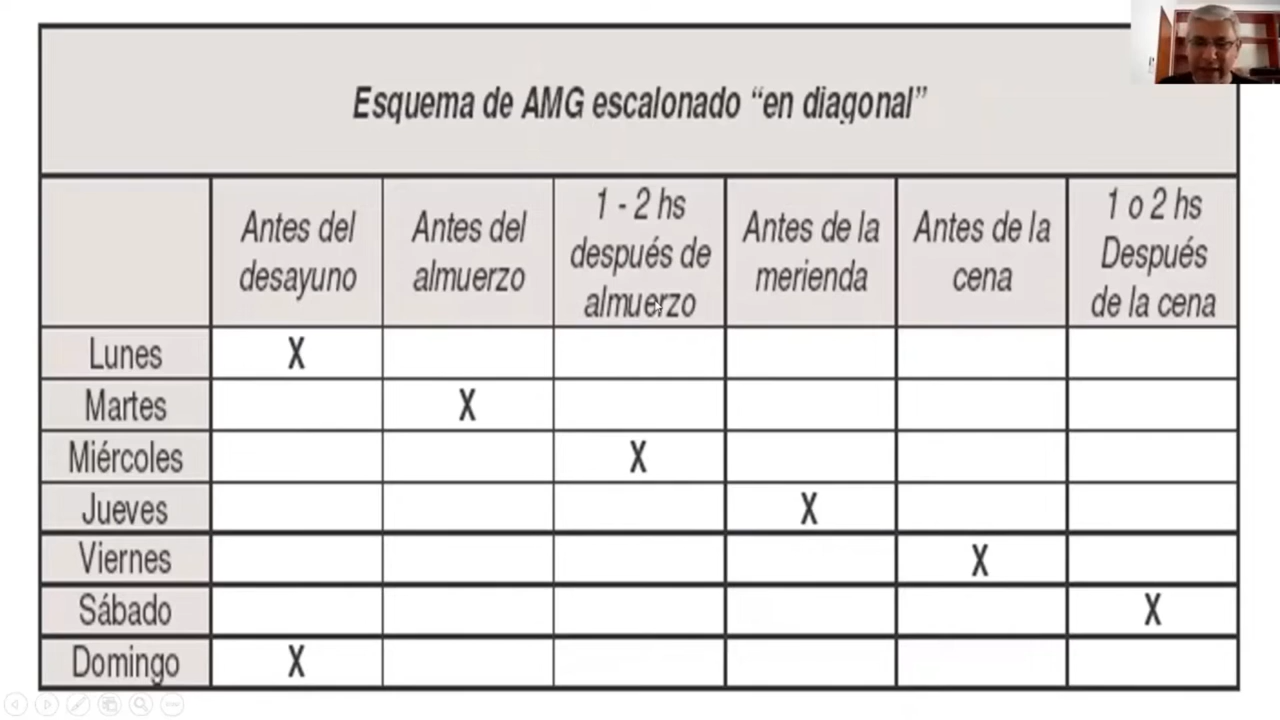 Esquema de AMG escalonado “en diagonal”
Antes del
desayuno
Antes del
almuerzo
1 - 2 hs
después de
almuerzo
Antes de la
merienda
Antes de la
cena
1 o 2 hs
Después
de la cena
Lunes X
Martes X
Miércoles X
Jueves X
Viernes X
Sábado X
Domingo X